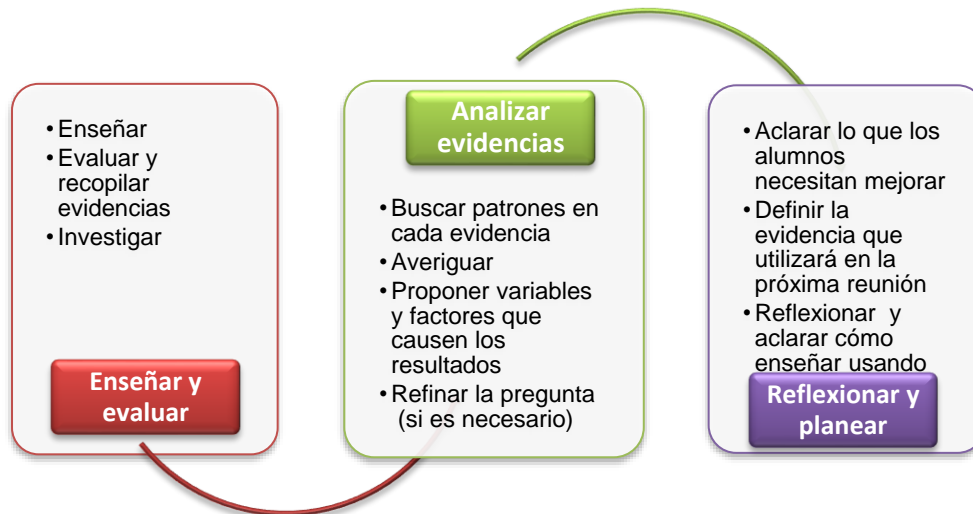 • Enseñar
• Evaluar y
recopilar
evidencias
• Investigar
Enseñar y
evaluar
Analizar
evidencias
• Buscar patrones en
cada evidencia
• Averiguar
• Proponer variables
y factores que
causen los
resultados
• Refinar la pregunta
(si es necesario)
• Aclarar lo que los
alumnos
necesitan mejorar
• Definir la
evidencia que
utilizará en la
próxima reunión
• Reflexionar y
aclarar cómo
enseñar usando
Reflexionar y
planear